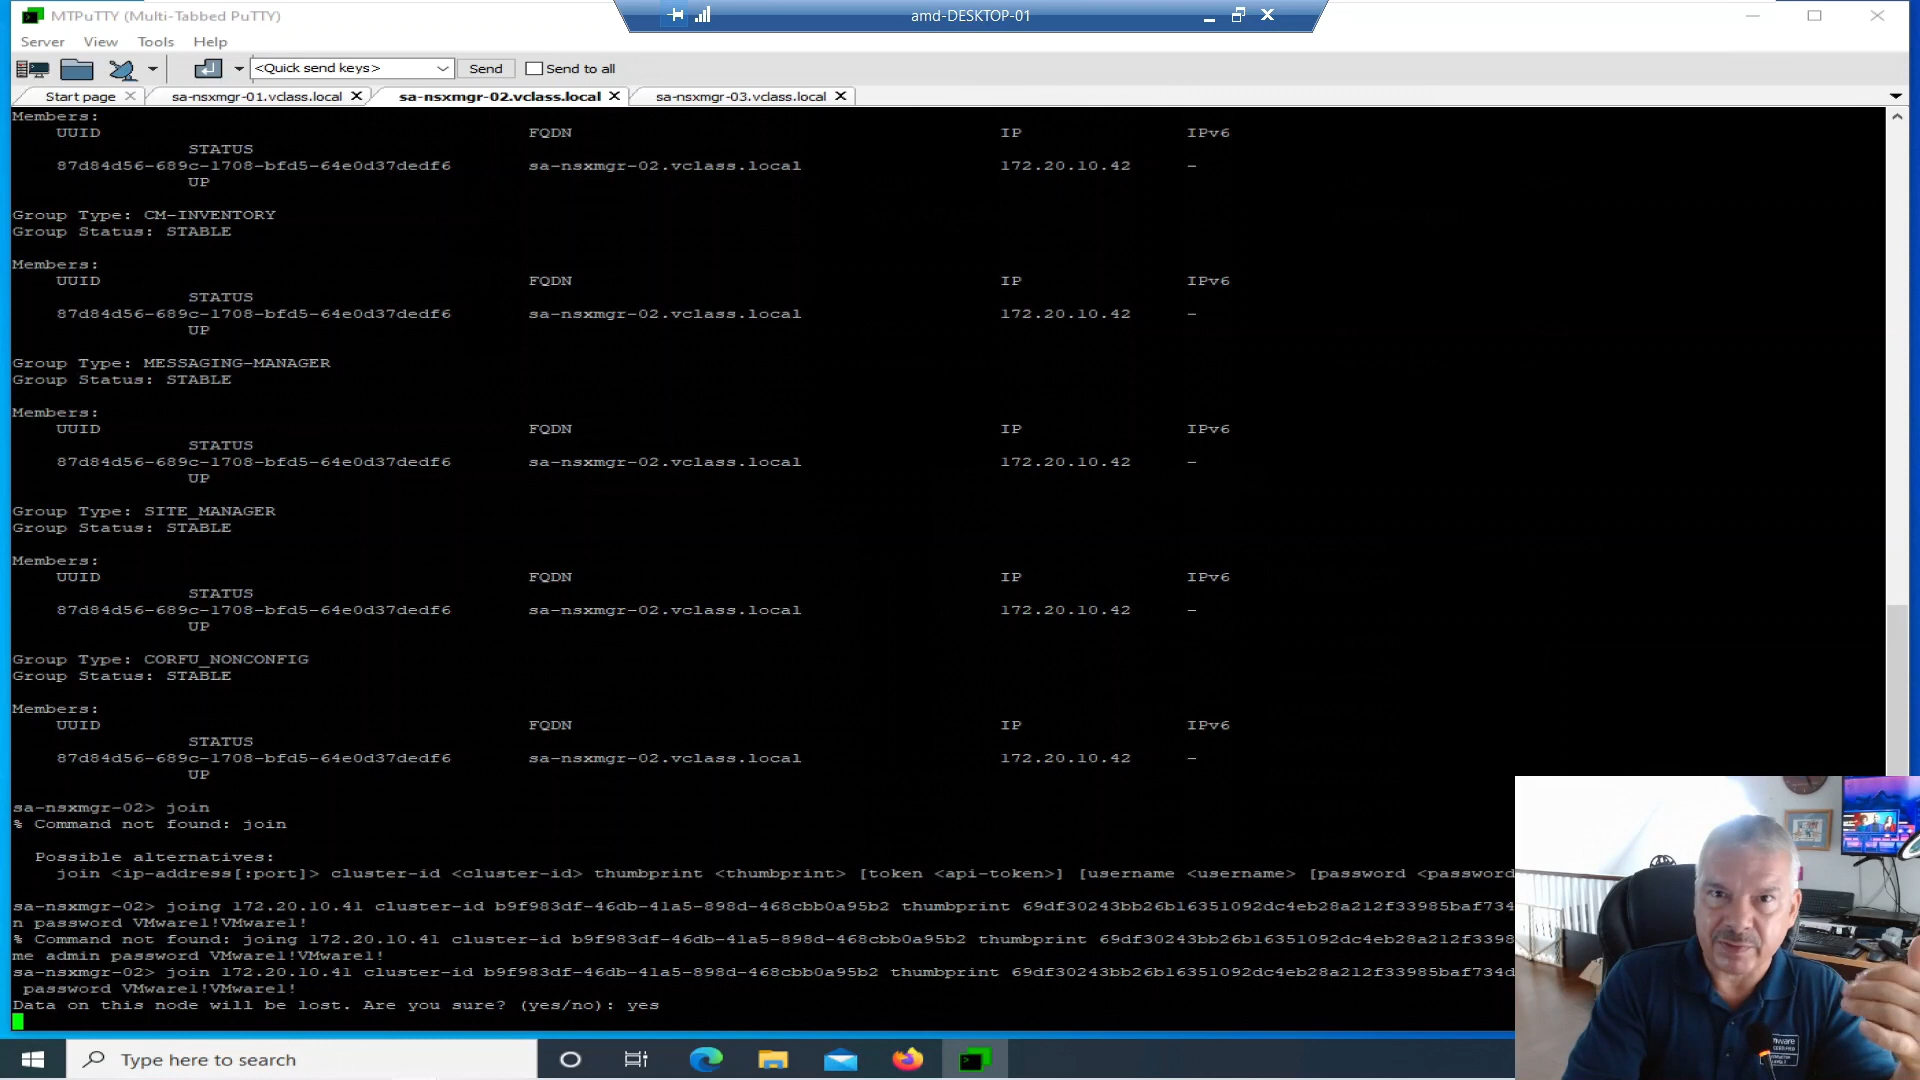 MTPuTTY (Multi-Tabbed PuTTY)
amd-DESKTOP-01
Server View Tools Help
<Quick send keys> Send Send to all
Start page sa-nsxmgr-01.vclass.local sa-nsxmgr-02.vclass.local sa-nsxmgr-03.vclass.local
Members:
UUID FQDN IP IPv6
STATUS
87d84d56-689c-1708-bfd5-64e0d37dedf6 sa-nsxmgr-02.vclass.local 172.20.10.42 -
UP
Group Type: CM-INVENTORY
Group Status: STABLE
Members:
UUID FQDN IP IPv6
STATUS
87d84d56-689c-1708-bfd5-64e0d37dedf6 sa-nsxmgr-02.vclass.local 172.20.10.42 -
UP
Group Type: MESSAGING-MANAGER
Group Status: STABLE
Members:
UUID FQDN IP IPv6
STATUS
87d84d56-689c-1708-bfd5-64e0d37dedf6 sa-nsxmgr-02.vclass.local 172.20.10.42 -
UP
Group Type: SITE_MANAGER
Group Status: STABLE
Members:
UUID FQDN IP IPv6
STATUS
87d84d56-689c-1708-bfd5-64e0d37dedf6 sa-nsxmgr-02.vclass.local 172.20.10.42 -
UP
Group Type: CORFU_NONCONFIG
Group Status: STABLE
Members:
UUID FQDN IP IPv6
STATUS
87d84d56-689c-1708-bfd5-64e0d37dedf6 sa-nsxmgr-02.vclass.local 172.20.10.42 -
UP
sa-nsxmgr-02> join
% Command not found: join
Possible alternatives:
join <ip-address[:port]> cluster-id <cluster-id> thumbprint <thumbprint> [token <api-token>] [username <username> [password <password
sa-nsxmgr-02> joing 172.20.10.41 cluster-id b9f983df-46db-41a5-898d-468cbb0a95b2 thumbprint 69df30243bb26b16351092dc4eb28a212f33985baf734
n password VMware1!VMware1!
% Command not found: joing 172.20.10.41 cluster-id b9f983df-46db-41a5-898d-468cbb0a95b2 thumbprint 69df30243bb26b16351092dc4eb28a212f3398
me admin password VMware1!VMware1!
sa-nsxmgr-02> join 172.20.10.41 cluster-id b9f983df-46db-41a5-898d-468cbb0a95b2 thumbprint 69df30243bb26b16351092dc4eb28a212f33985baf734d
password VMware1!VMware1!
Data on this node will be lost. Are you sure? (yes/no): yes
Type here to search